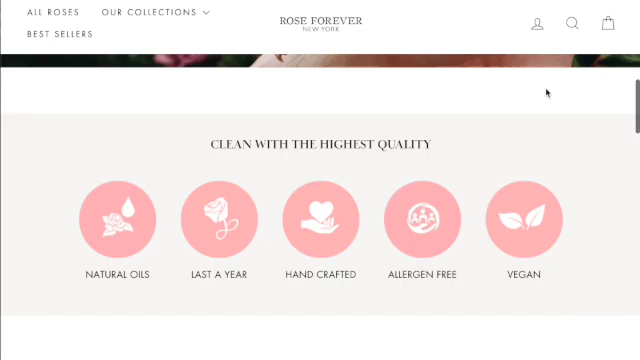 ALL ROSES
OUR COLLECTIONS
BEST SELLERS
ROSE FOREVER
NEW YORK
CLEAN WITH THE HIGHEST QUALITY
NATURAL OILS
LAST A YEAR
HAND CRAFTED
ALLERGEN FREE
VEGAN